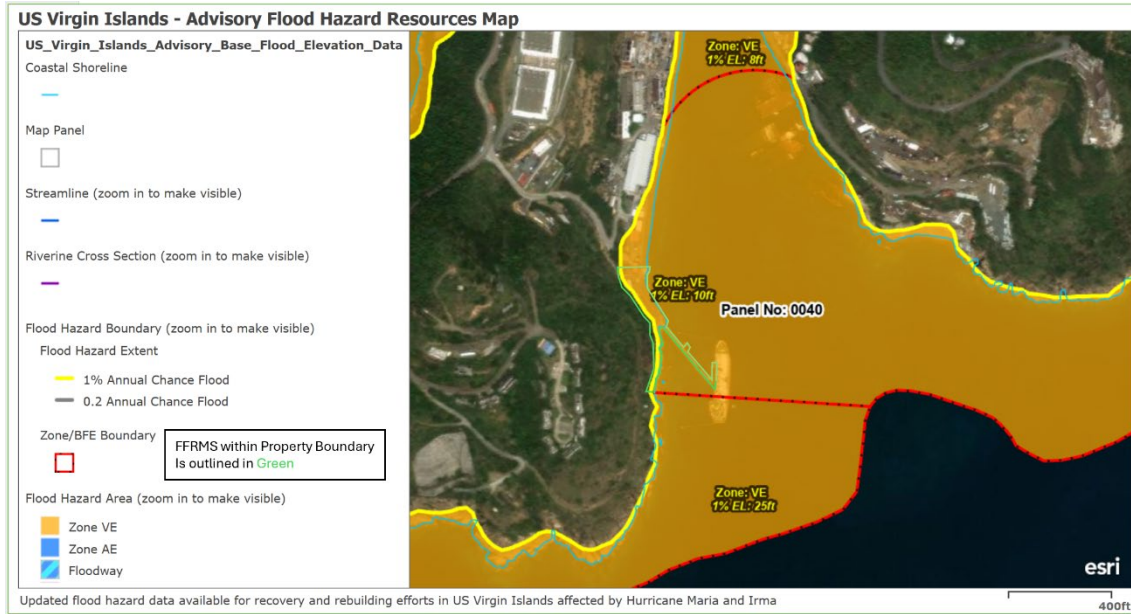 US Virgin Islands - Advisory Flood Hazard Resources Map
US_Virgin_Islands_Advisory_Base_Flood_Elevation_Data
Coastal Shoreline
Map Panel
Streamline (zoom in to make visible)
Riverine Cross Section (zoom in to make visible)
Flood Hazard Boundary (zoom in to make visible)
Flood Hazard Extent
1% Annual Chance Flood
0.2 Annual Chance Flood
Zone/BFE Boundary
FFRMS within Property Boundary
Is outlined in Green
Flood Hazard Area (zoom in to make visible)
Zone VE
Zone AE
Floodway
Zone: VE
1% EL: 8ft
Zone: VE
1% EL: 10ft
Panel No: 0040
Zone: VE
1% EL: 25ft
esri
Updated flood hazard data available for recovery and rebuilding efforts in US Virgin Islands affected by Hurricane Maria and Irma
400ft